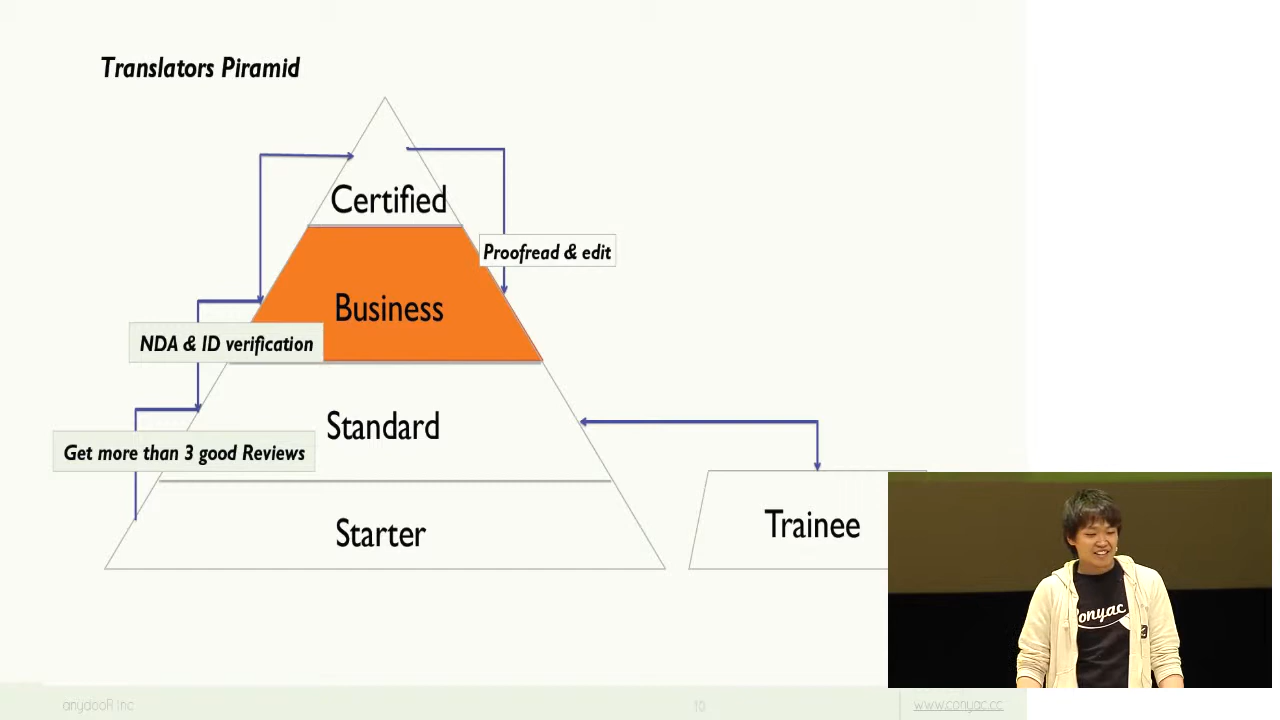 Translators Piramid
Certified
Proofread & edit
Business
NDA & ID verification
Standard
Get more than 3 good Reviews
Starter
Trainee
Conyac
anydooR Inc
10
www.conyac.cc